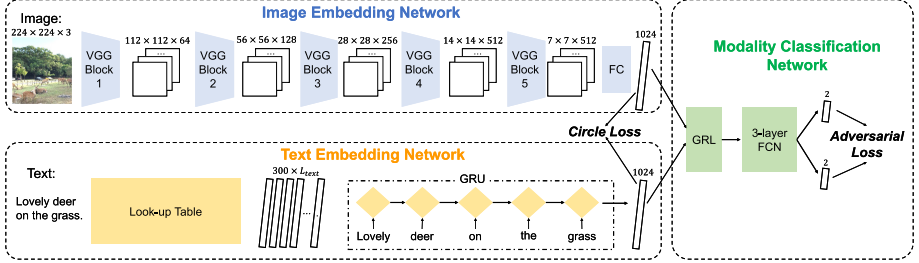 Image Embedding Network
Image:
224 × 224 × 3
VGG
Block
1
112 × 112 × 64
...
VGG
Block
2
56 × 56 × 128
...
VGG
Block
3
28 × 28 × 256
...
VGG
Block
4
14 × 14 × 512
...
VGG
Block
5
7 × 7 × 512
...
FC
1024
Circle Loss
Text Embedding Network
Text:
Lovely deer
on the grass.
Look-up Table
300 × L_text
... .
GRU
Lovely
deer
on
the
grass
1024
Modality Classification
Network
GRL
3-layer
FCN
2
2
Adversarial
Loss